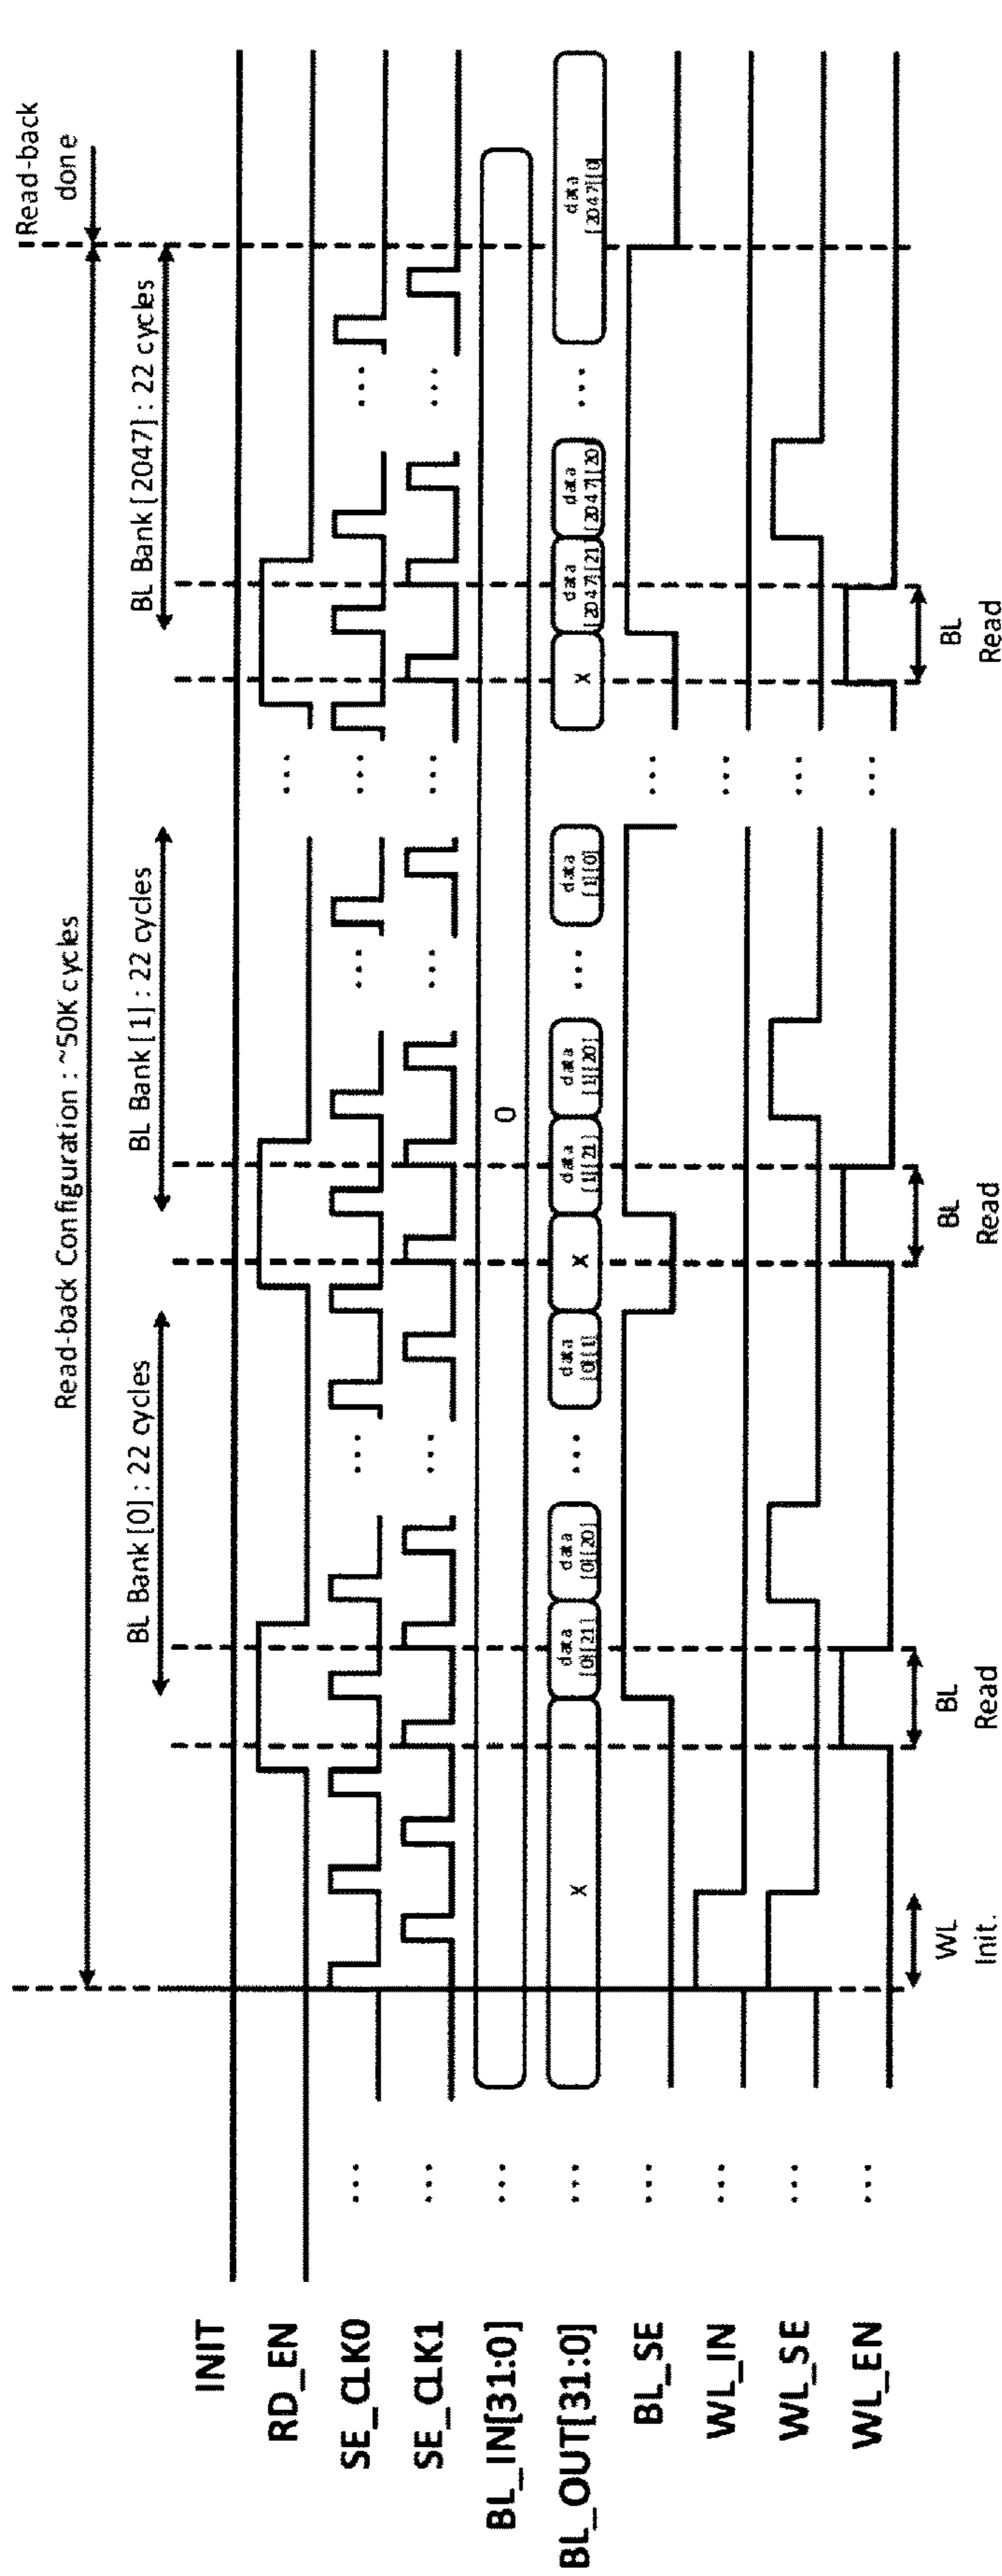 Read-back
done
Read-back Configuration : ~50K cycles
BL Bank [0] : 22 cycles
BL Bank [1] : 22 cycles
BL Bank [2047] : 22 cycles
INIT
RD_EN
...
SE_CLK0
...
...
...
...
SE_CLK1
...
...
...
...
...
BL_IN[31:0]
...
0
BL_OUT[31:0]
...
X
data
[0][21]
data
[0][20]
...
data
[0][1]
X
data
[1][21]
data
[1][20]
...
data
[1][0]
X
data
[2047][21]
data
[2047][20]
...
data
[2047][0]
BL_SE
...
...
WL_IN
...
...
WL_SE
...
...
WL_EN
...
...
WL
Init.
BL
Read
BL
Read
BL
Read